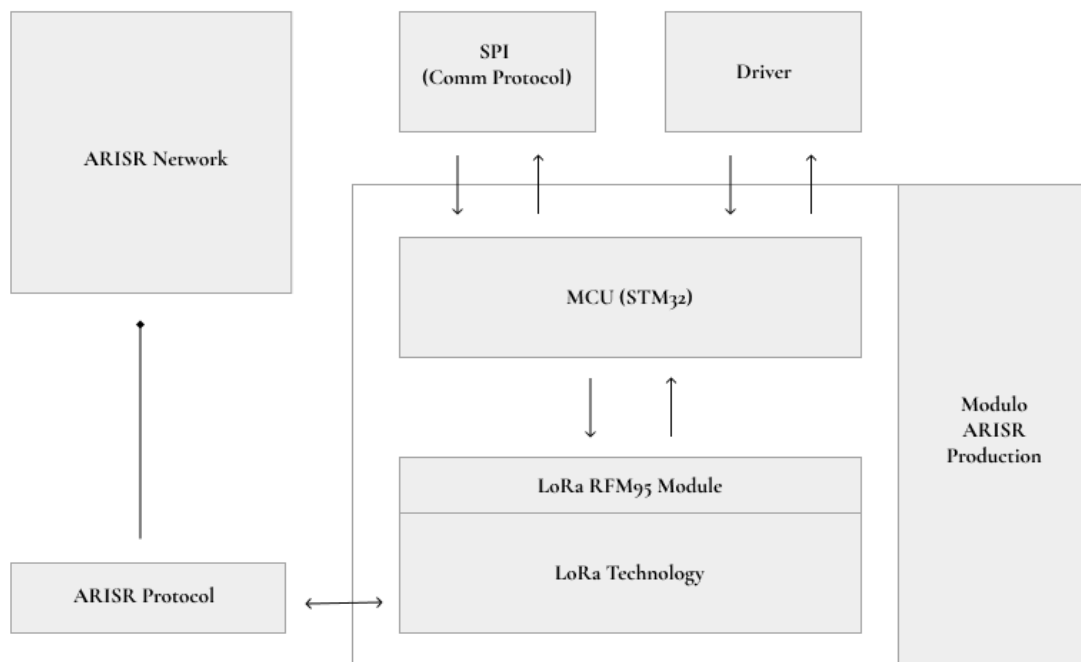 SPI
(Comm Protocol)
Driver
ARISR Network
MCU (STM32)
Modulo
ARISR
Production
LoRa RFM95 Module
LoRa Technology
ARISR Protocol